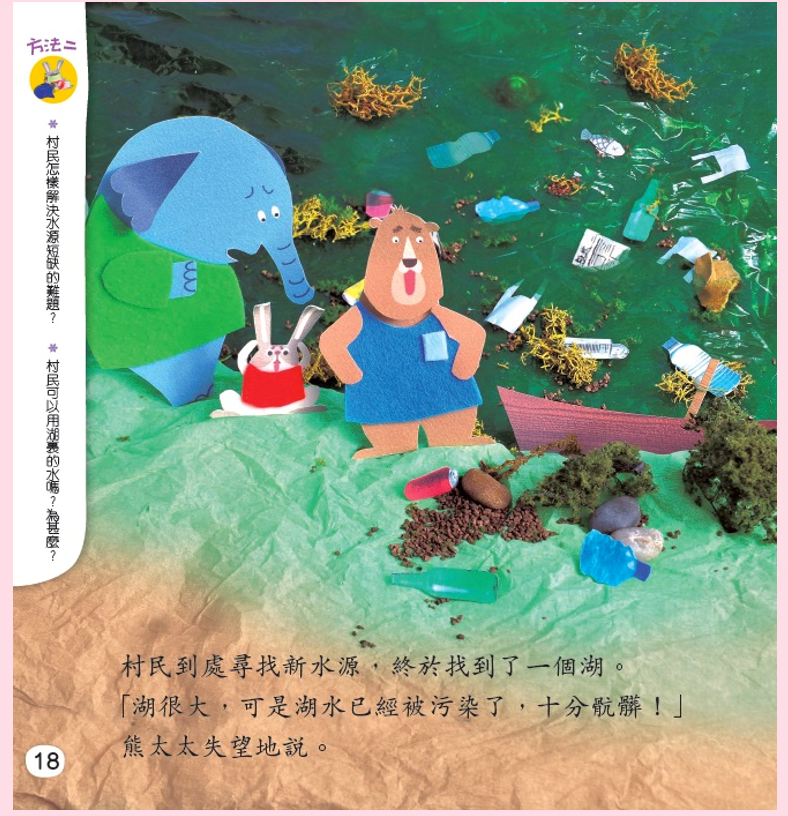 方法二
*村民怎樣解決水源短缺的難題？ *村民可以用湖裏的水嗎？為甚麼？
村民到處尋找新水源，終於找到了一個湖。
「湖很大，可是湖水已經被污染了，十分骯髒！」
熊太太失望地説。
18